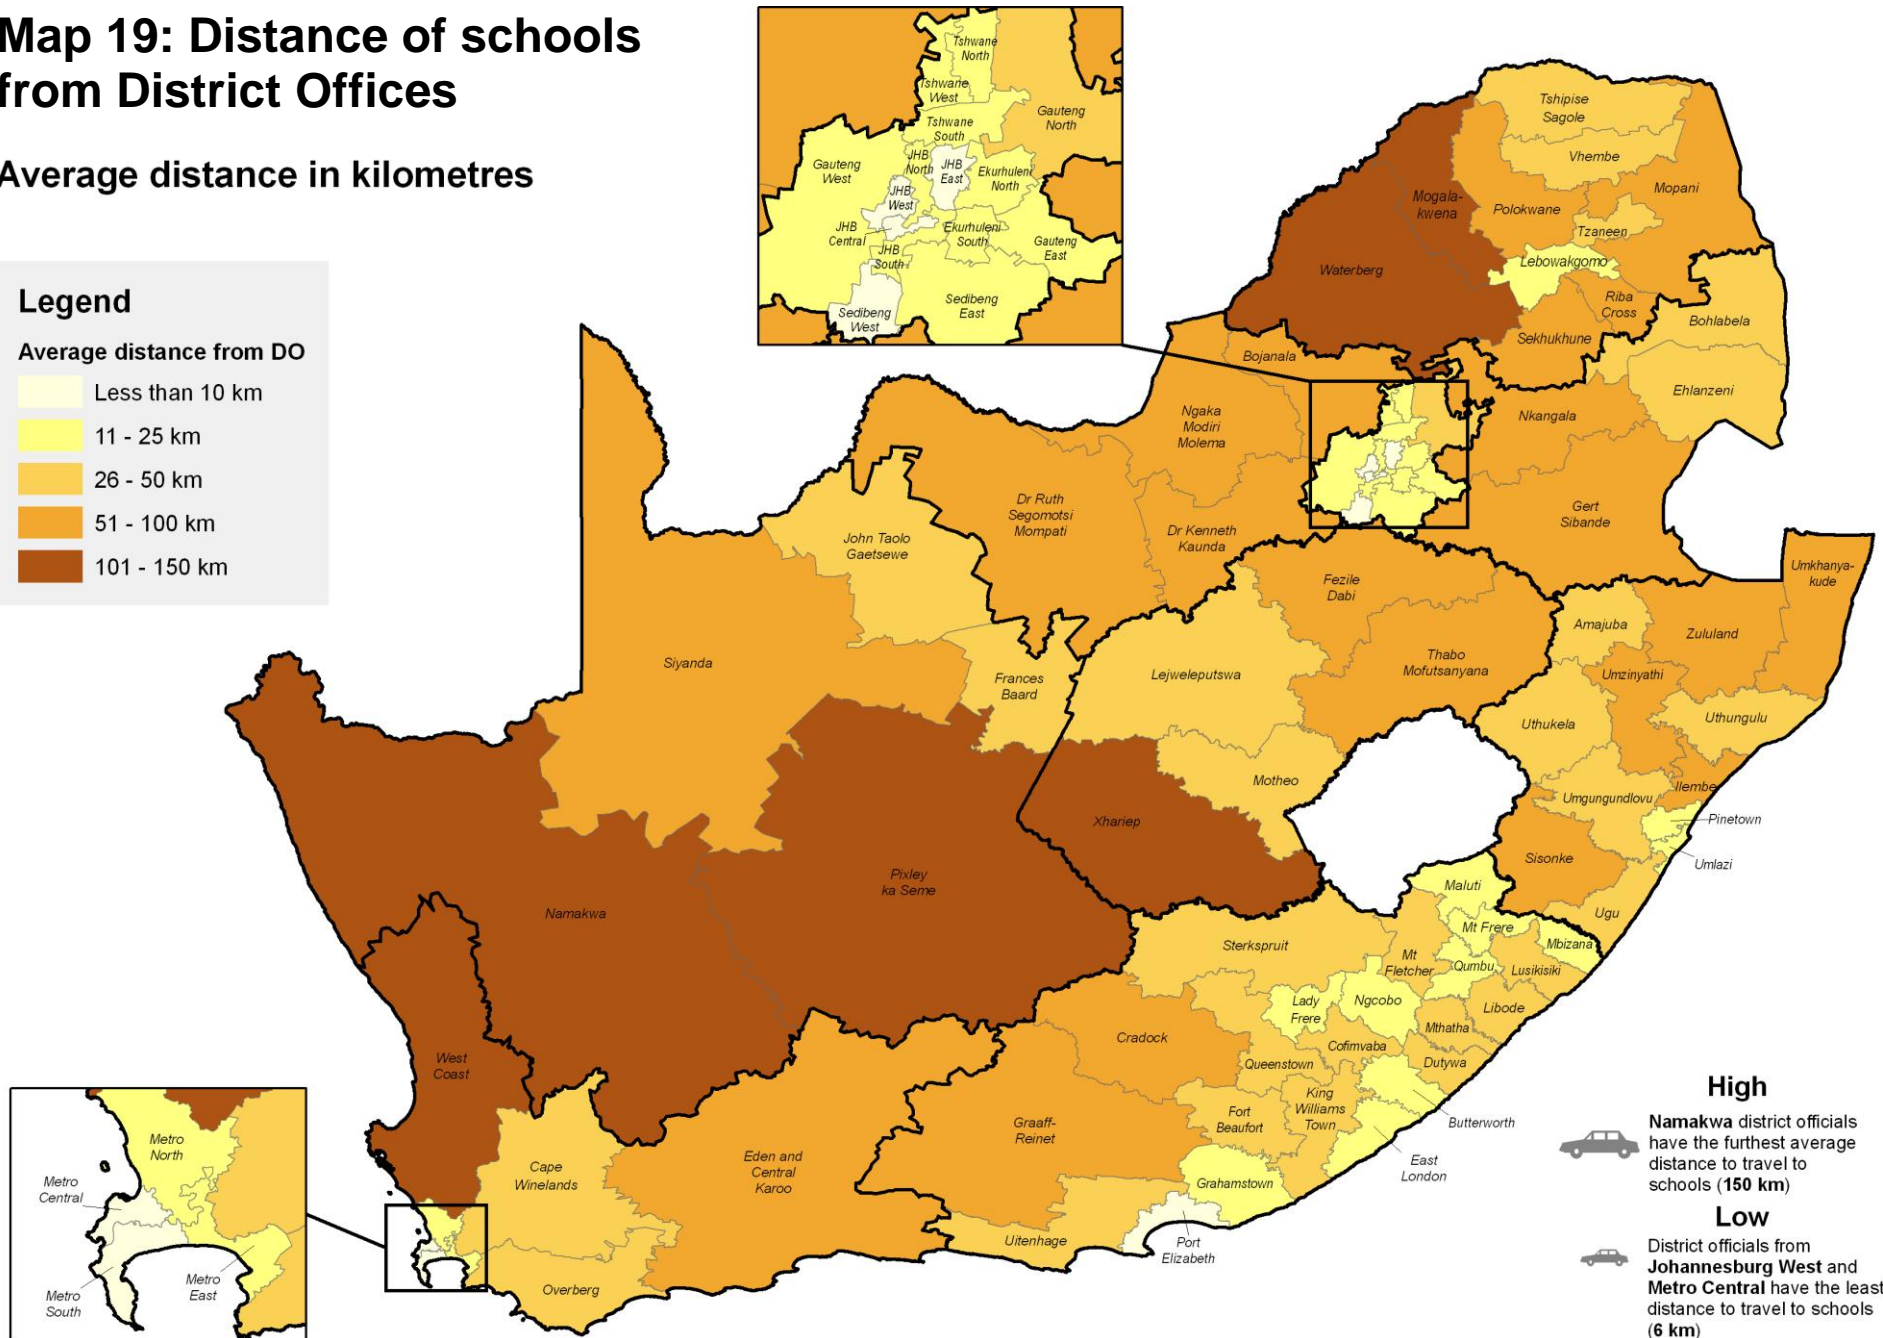 Map 19: Distance of schools
from District Offices
Average distance in kilometres
Legend
Average distance from DO
Less than 10 km
11 - 25 km
26 - 50 km
51 - 100 km
101 - 150 km
Tshwane
North
Tshwane
West
Tshwane
South
Gauteng
North
Gauteng
West
JHB
North
JHB
East
Ekurhuleni
North
JHB
West
JHB
Central
Ekurhuleni
South
JHB
South
Gauteng
East
Sedibeng
East
Sedibeng
West
Tshipise
Sagole
Vhembe
Mopani
Mogala-
kwena
Polokwane
Tzaneen
Lebowakgomo
Waterberg
Riba
Cross
Sekhukhune
Bohlabela
Ehlanzeni
Bojanala
Nkangala
Gert
Sibande
Ngaka
Modiri
Molema
Dr Ruth
Segomotsi
Mompati
Dr Kenneth
Kaunda
John Taolo
Gaetsewe
Siyanda
Frances
Baard
Fezile
Dabi
Thabo
Mofutsanyana
Lejweleputswa
Motheo
Xhariep
Umkhanya-
kude
Amajuba
Zululand
Umzinyathi
Uthukela
Uthungulu
Umgungundlovu
Ilembe
Pinetown
Umlazi
Sisonke
Ugu
Namakwa
Pixley
ka Seme
Maluti
Mt Frere
Mbizana
Sterkspruit
Mt
Fletcher
Qumbu
Lusikisiki
Lady
Frere
Ngcobo
Libode
Mthatha
Cradock
Cofimvaba
Queenstown
Dutywa
King
Williams
Town
Fort
Beaufort
Butterworth
East
London
Graaff-
Reinet
Grahamstown
Port
Elizabeth
Uitenhage
Eden and
Central
Karoo
West
Coast
Cape
Winelands
Overberg
Metro
North
Metro
Central
Metro
South
Metro
East
High
Namakwa district officials
have the furthest average
distance to travel to
schools (150 km)
Low
District officials from
Johannesburg West and
Metro Central have the least
distance to travel to schools
(6 km)